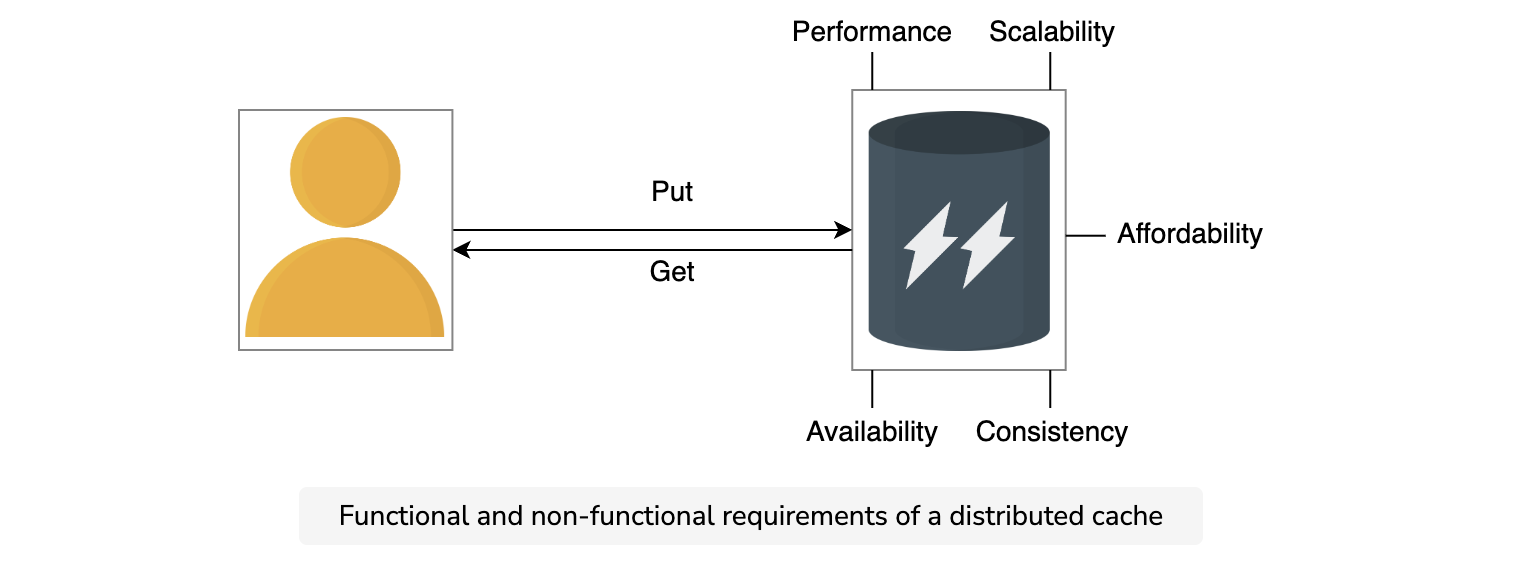 Performance
Scalability
Put
Affordability
Get
Availability
Consistency
Functional and non-functional requirements of a distributed cache